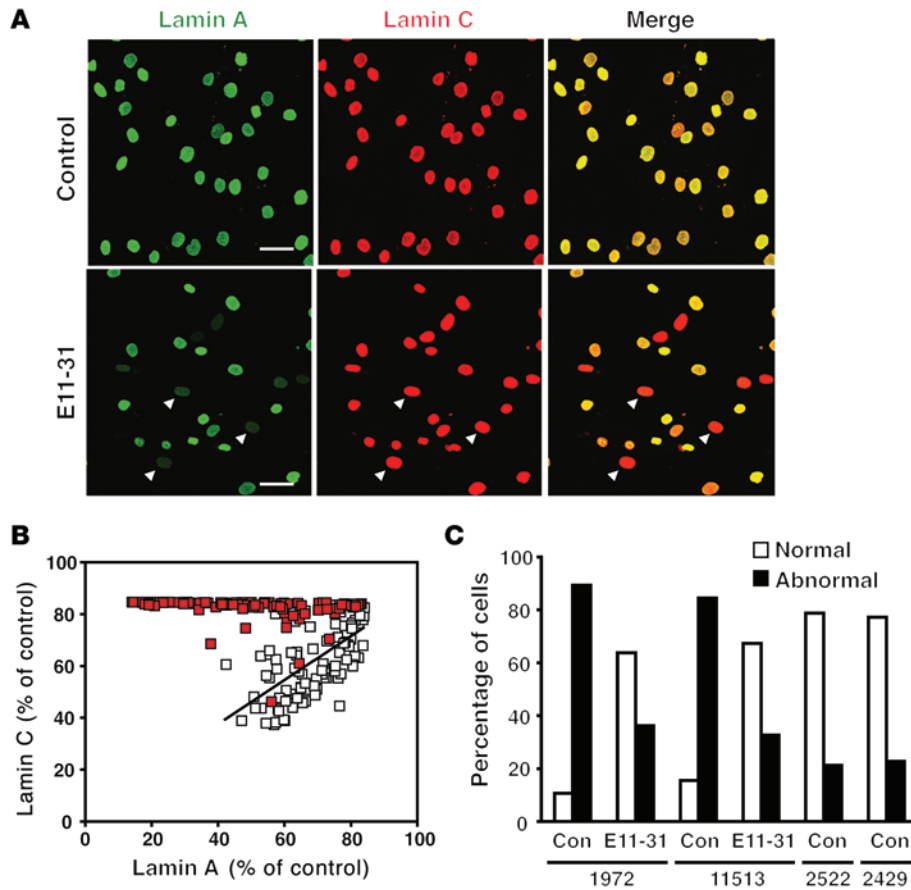 A
Lamin A
Lamin C
Merge
Control
E11-31
B
Lamin C (% of control)
100
80
60
40
20
0
0 20 40 60 80 100
Lamin A (% of control)
C
Percentage of cells
100
80
60
40
20
0
Normal
Abnormal
Con E11-31 Con E11-31 Con Con
1972 11513 2522 2429